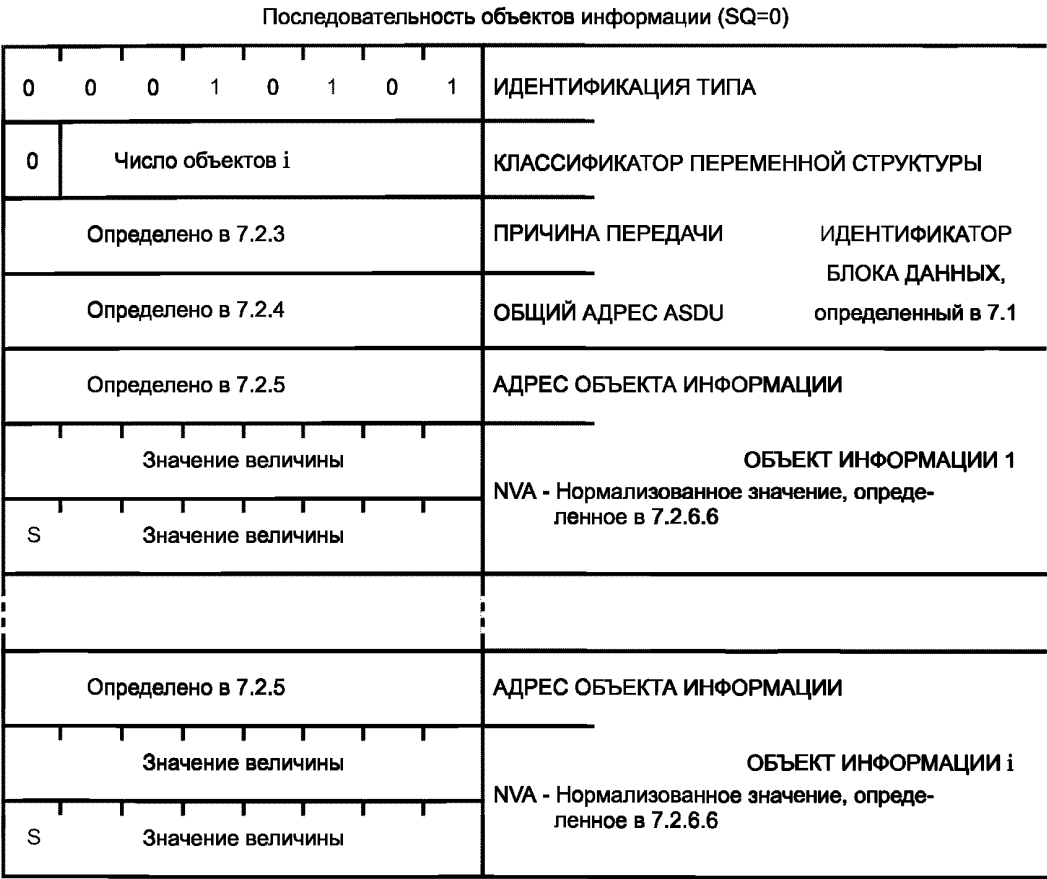 Последовательность объектов информации (SQ=0)
0 0 0 1 0 1 0 1 ИДЕНТИФИКАЦИЯ ТИПА
0 Число объектов i КЛАССИФИКАТОР ПЕРЕМЕННОЙ СТРУКТУРЫ
Определено в 7.2.3 ПРИЧИНА ПЕРЕДАЧИ ИДЕНТИФИКАТОР
БЛОКА ДАННЫХ,
Определено в 7.2.4 ОБЩИЙ АДРЕС ASDU определенный в 7.1
Определено в 7.2.5 АДРЕС ОБЪЕКТА ИНФОРМАЦИИ
Значение величины ОБЪЕКТ ИНФОРМАЦИИ 1
NVA - Нормализованное значение, опреде-
ленное в 7.2.6.6
S Значение величины
Определено в 7.2.5 АДРЕС ОБЪЕКТА ИНФОРМАЦИИ
Значение величины ОБЪЕКТ ИНФОРМАЦИИ i
NVA - Нормализованное значение, опреде-
ленное в 7.2.6.6
S Значение величины